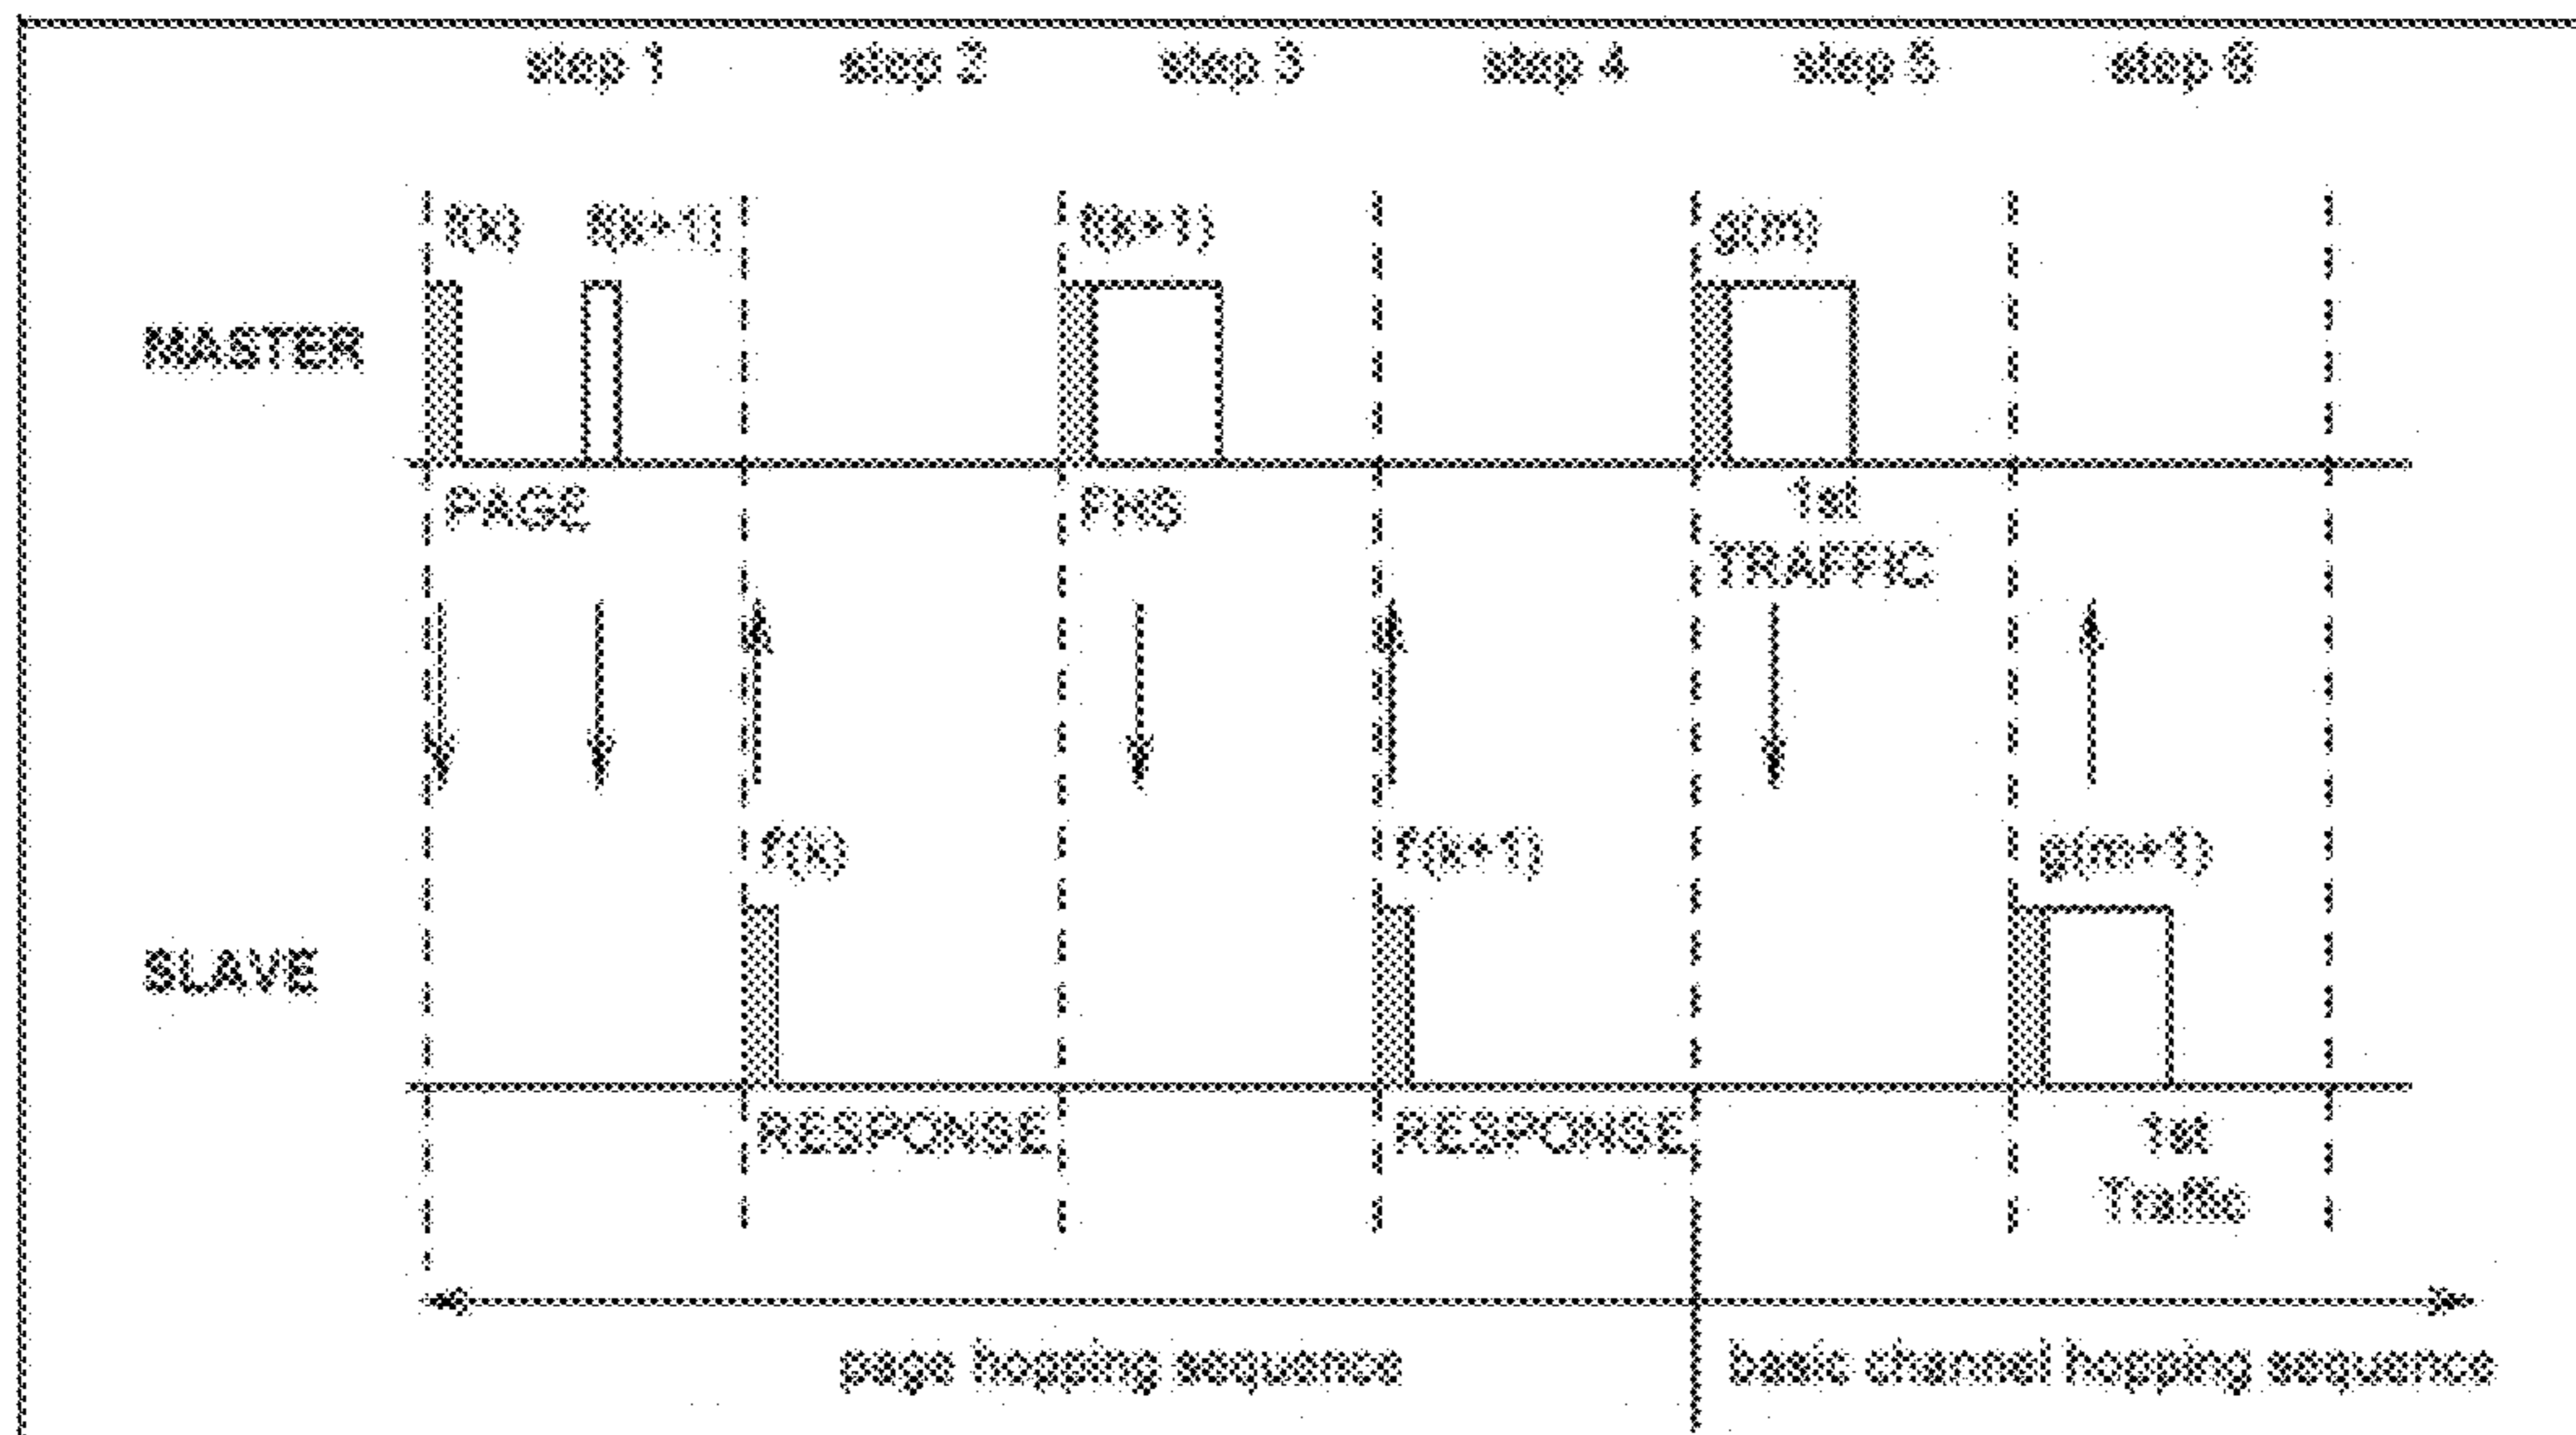 step 1 step 2 step 3 step 4 step 5 step 6
f(k) f(k+1) f(k+1) g(m)
MASTER
PAGE FHS 1st
TRAFFIC
f'(k) f'(k+1) g(m+1)
SLAVE
RESPONSE RESPONSE 1st
Traffic
page hopping sequence basic channel hopping sequence